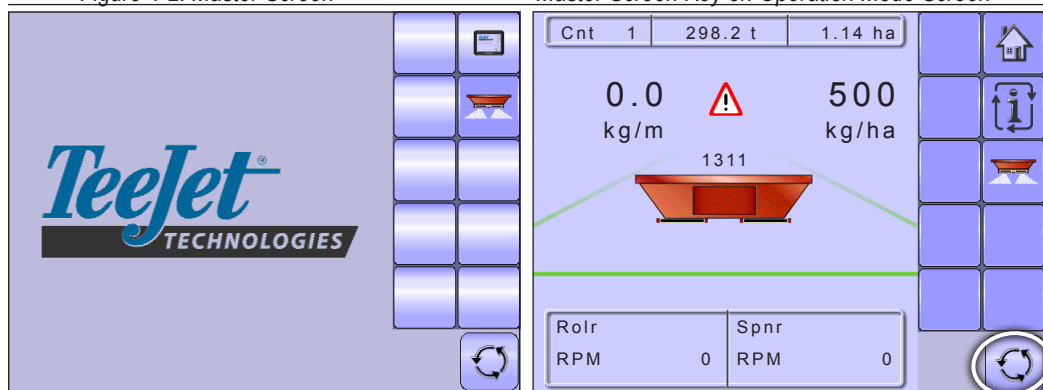 Figure 1-2: Master Screen
Master Screen Key on Operation Mode Screen
TeeJet®
TECHNOLOGIES
Cnt 1 298.2 t 1.14 ha
0.0 500
kg/m kg/ha
1311
Rolr Spnr
RPM 0 RPM 0